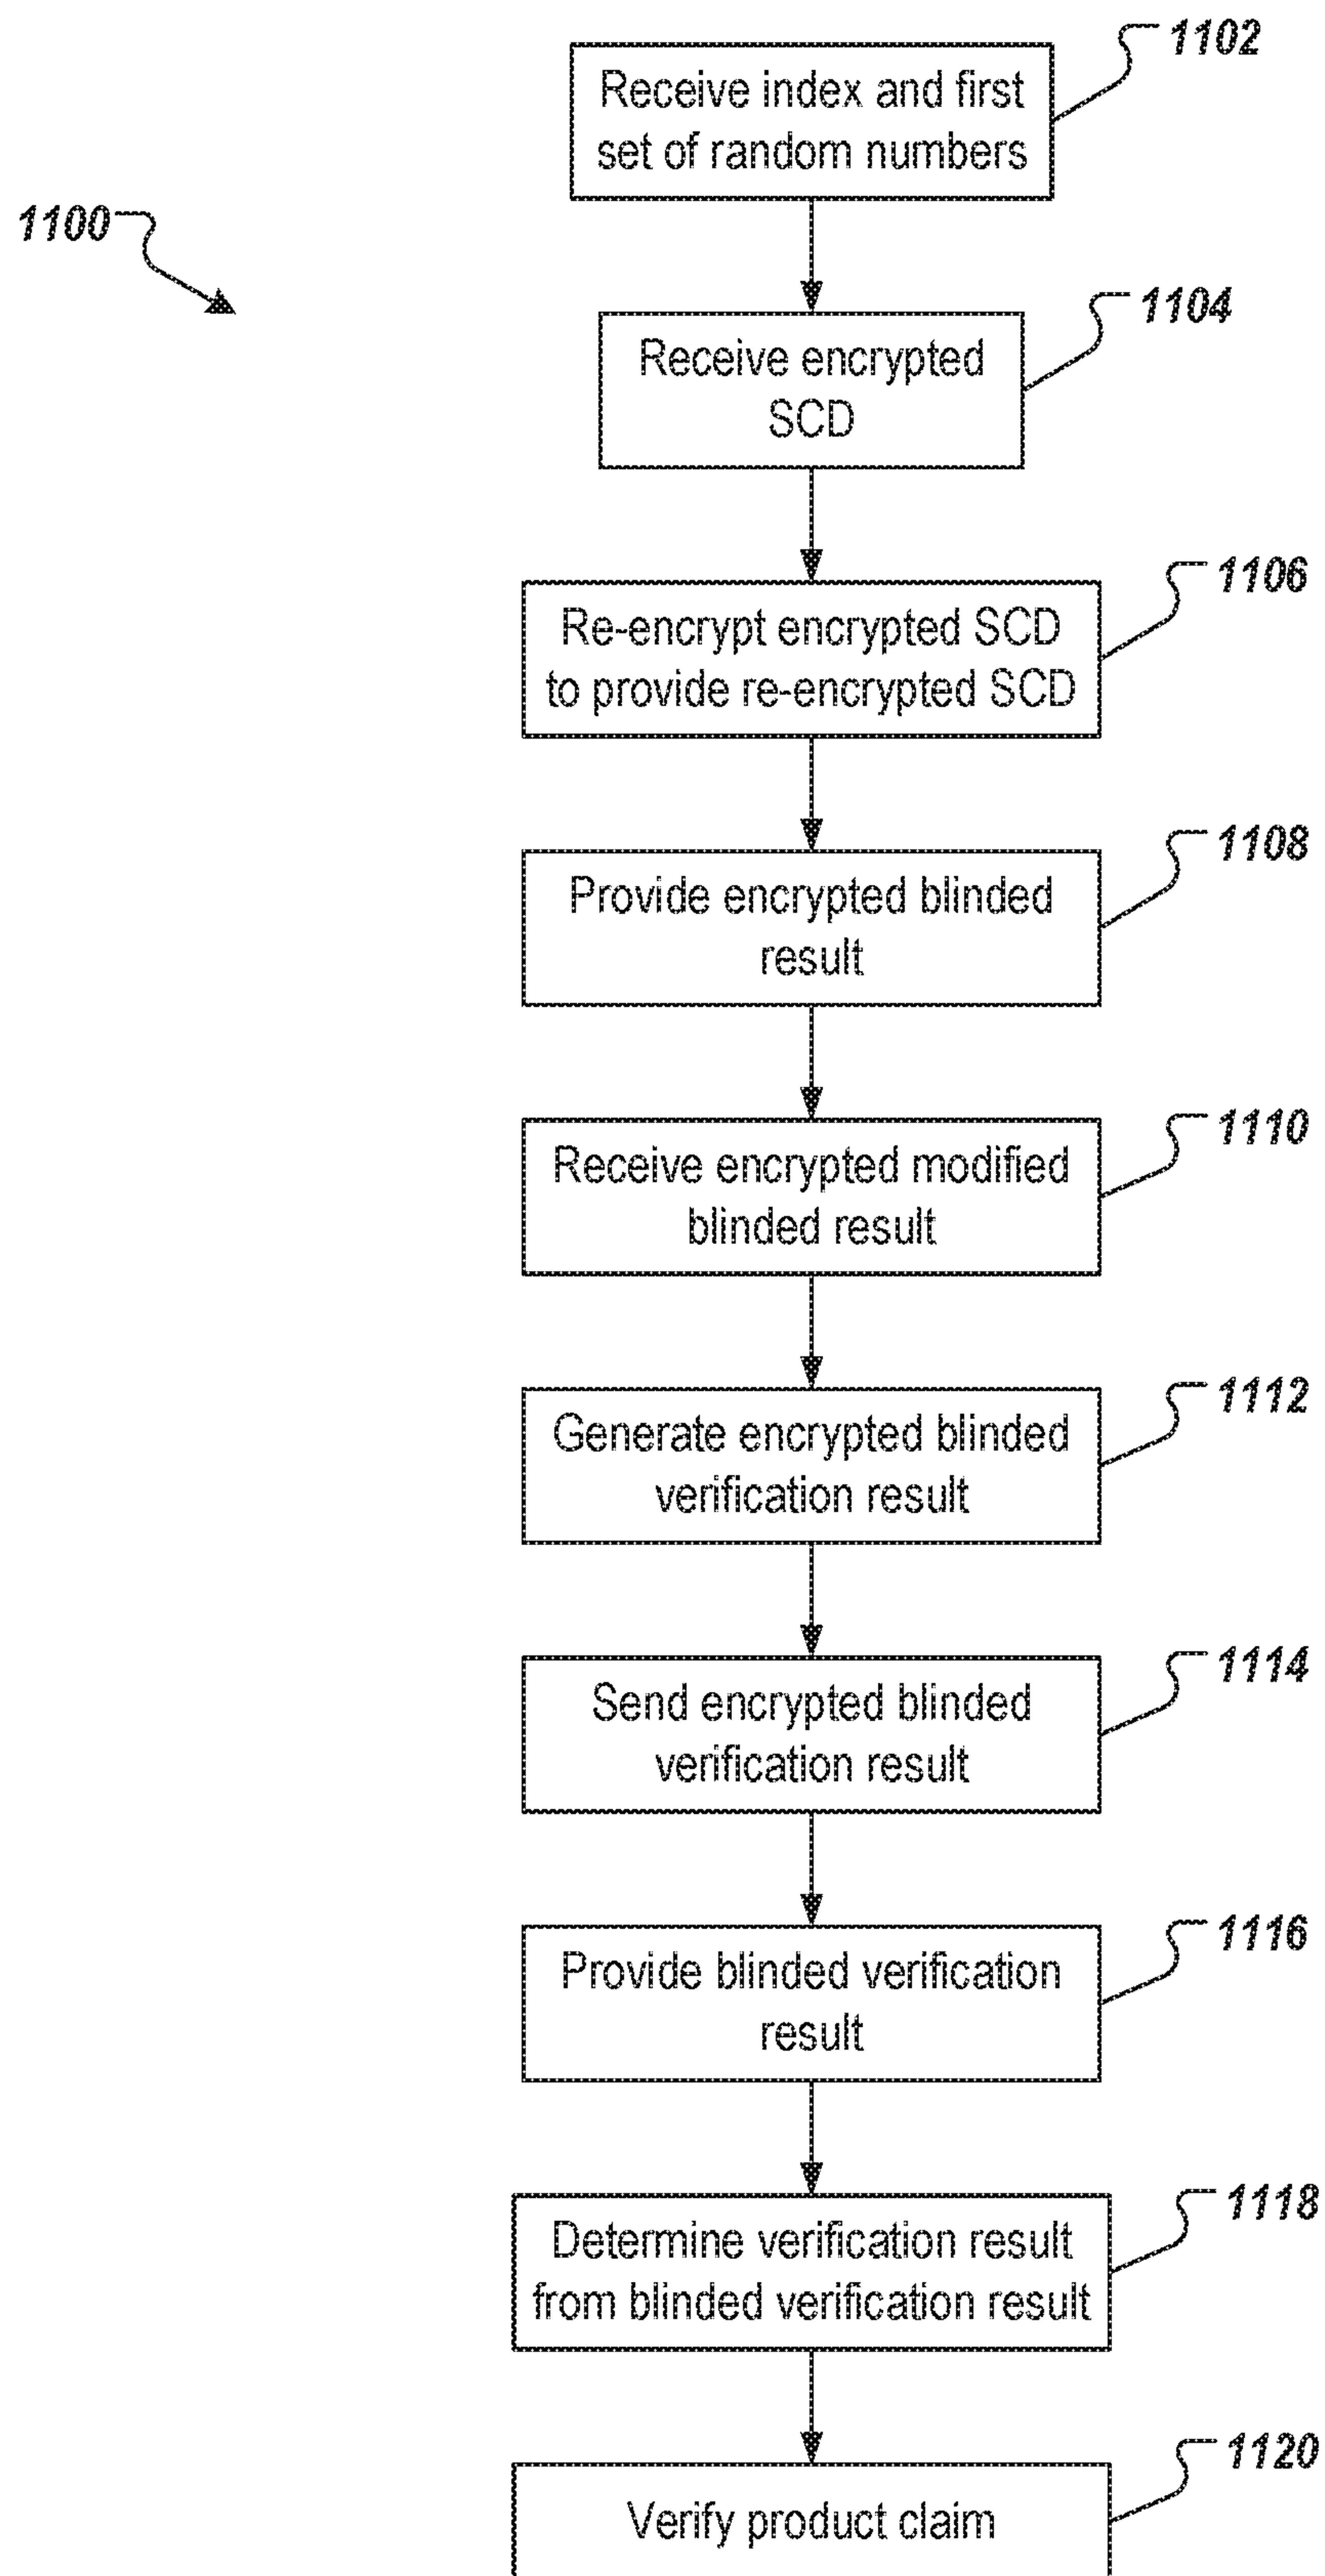 1102
Receive index and first
set of random numbers
1100
1104
Receive encrypted
SCD
1106
Re-encrypt encrypted SCD
to provide re-encrypted SCD
1108
Provide encrypted blinded
result
1110
Receive encrypted modified
blinded result
1112
Generate encrypted blinded
verification result
1114
Send encrypted blinded
verification result
1116
Provide blinded verification
result
1118
Determine verification result
from blinded verification result
1120
Verify product claim